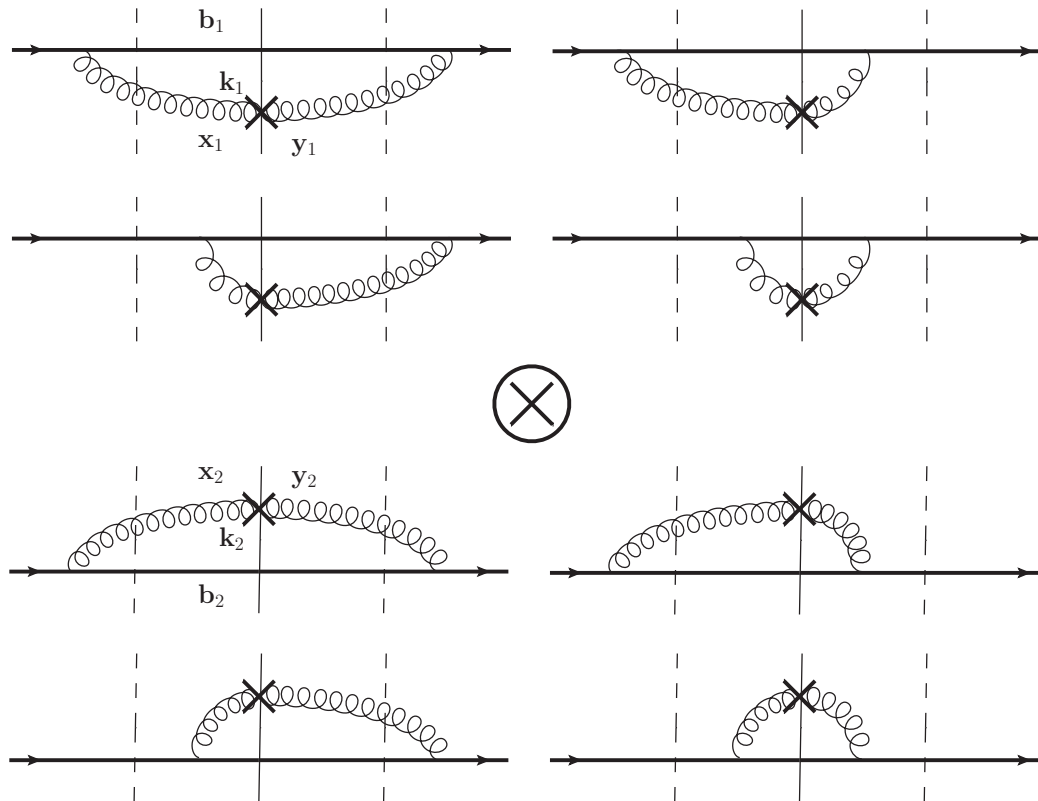 b₁
k₁
x₁ y₁
x₂ y₂
k₂
b₂